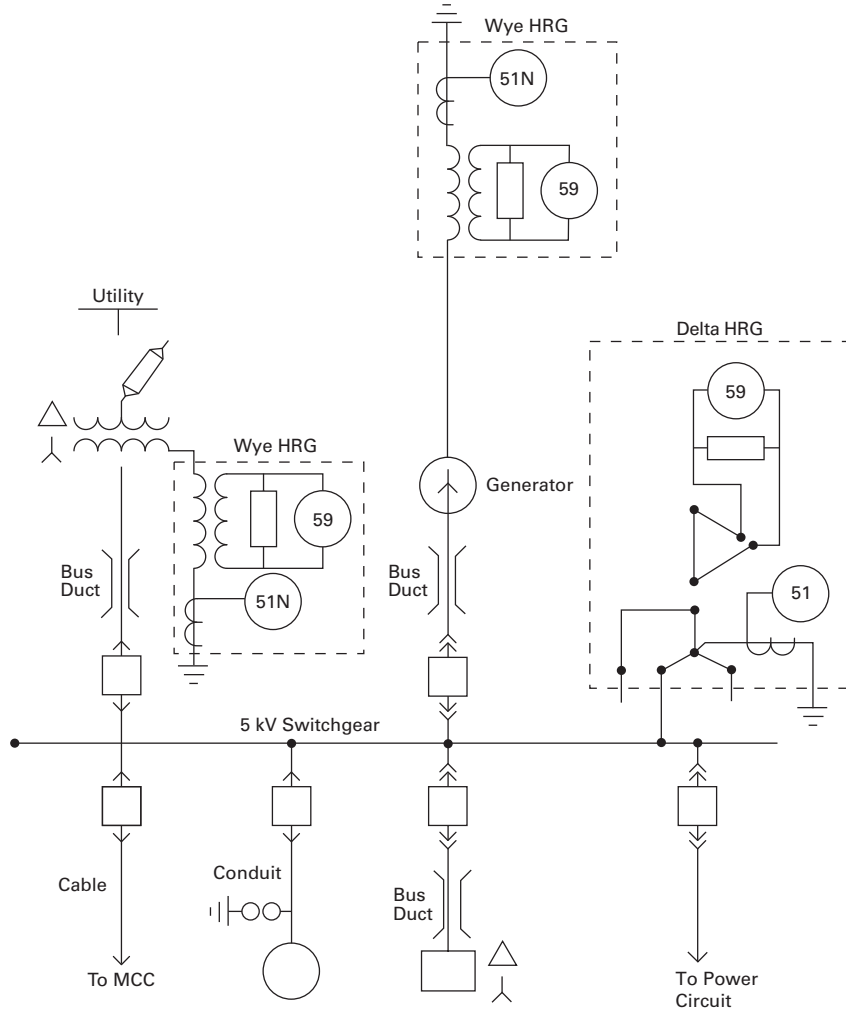 Wye HRG
51N
59
Utility
Delta HRG
59
Wye HRG
59
Generator
Bus
Duct
Bus
Duct
51N
51
5 kV Switchgear
Cable
Conduit
Bus
Duct
To MCC
To Power
Circuit